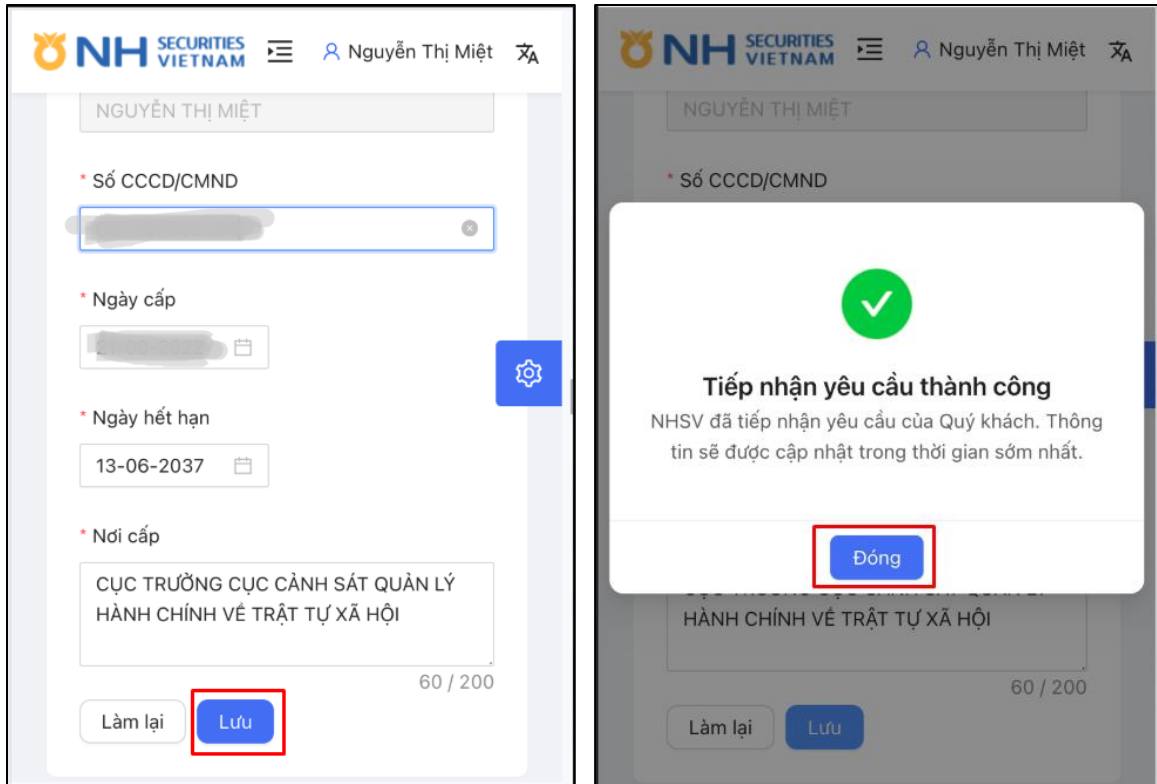 NH SECURITIES VIETNAM
Nguyễn Thị Miệt
NGUYỄN THỊ MIỆT
* Số CCCD/CMND
* Ngày cấp
* Ngày hết hạn
13-06-2037
* Nơi cấp
CỤC TRƯỞNG CỤC CẢNH SÁT QUẢN LÝ
HÀNH CHÍNH VỀ TRẬT TỰ XÃ HỘI
60 / 200
Làm lại
Lưu
NH SECURITIES VIETNAM
Nguyễn Thị Miệt
NGUYỄN THỊ MIỆT
* Số CCCD/CMND
Tiếp nhận yêu cầu thành công
NHSV đã tiếp nhận yêu cầu của Quý khách. Thông
tin sẽ được cập nhật trong thời gian sớm nhất.
Đóng
HÀNH CHÍNH VỀ TRẬT TỰ XÃ HỘI
60 / 200
Làm lại
Lưu